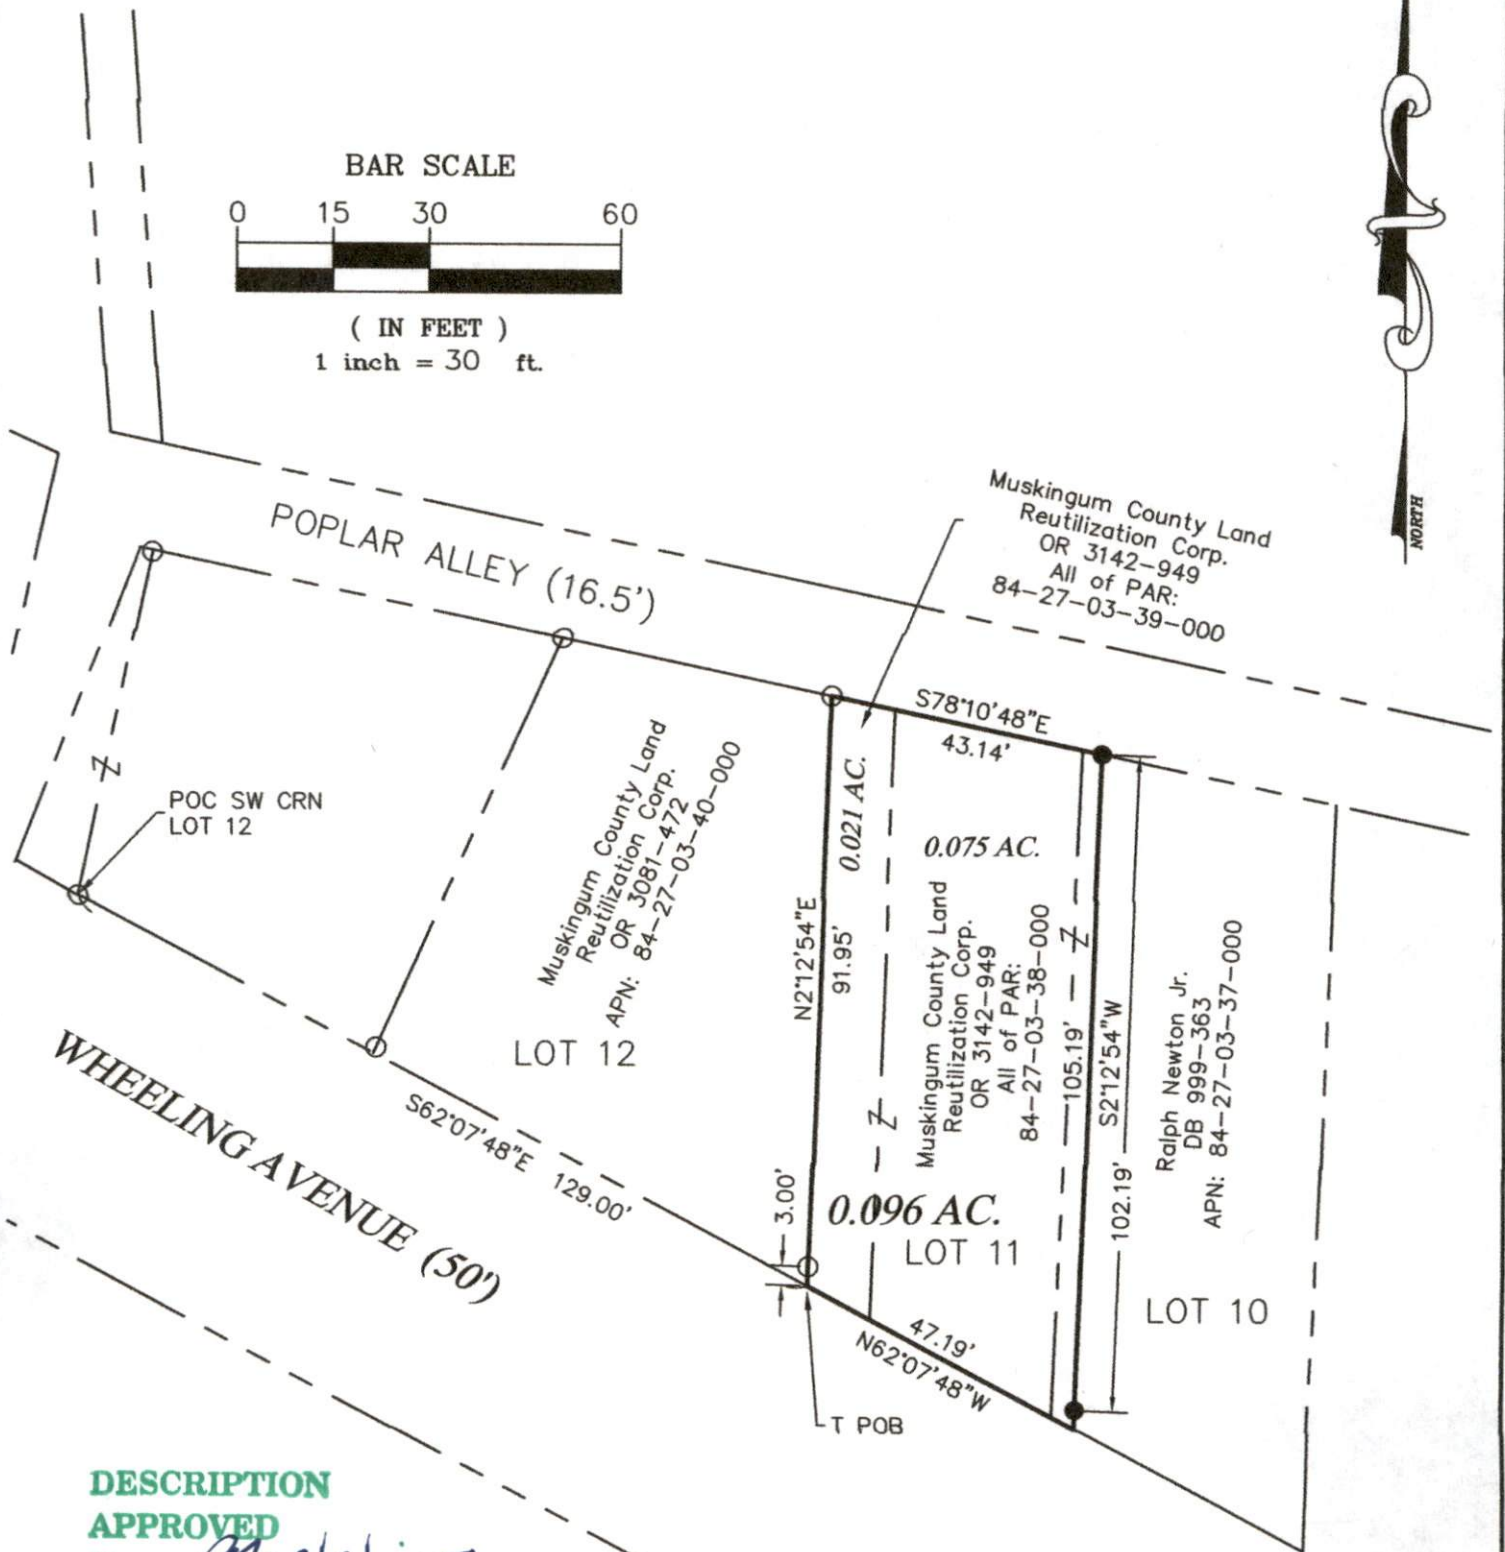 BAR SCALE
0 15 30 60
( IN FEET )
1 inch = 30 ft.
NORTH
POPLAR ALLEY (16.5')
Muskingum County Land
Reutilization Corp.
OR 3142-949
All of PAR:
84-27-03-39-000
S78°10'48"E
43.14'
POC SW CRN
LOT 12
Muskingum County Land
Reutilization Corp.
OR 3081-472
APN: 84-27-03-40-000
LOT 12
0.021 AC.
N2°12'54"E
91.95'
0.075 AC.
Muskingum County Land
Reutilization Corp.
OR 3142-949
All of PAR:
84-27-03-38-000
105.19'
S2°12'54"W
102.19'
Ralph Newton Jr.
DB 999-363
APN: 84-27-03-37-000
WHEELING AVENUE (50')
S62°07'48"E 129.00'
3.00'
0.096 AC.
LOT 11
LOT 10
47.19'
N62°07'48"W
T POB
DESCRIPTION
APPROVED